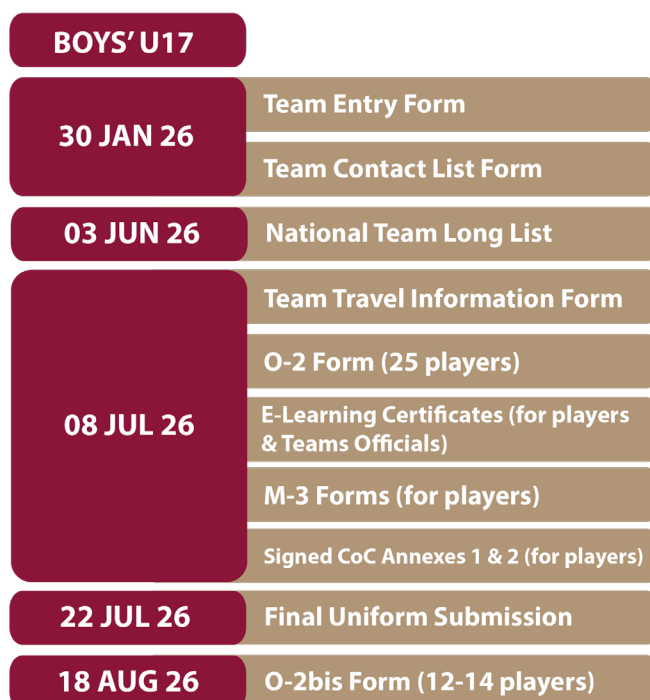 BOYS’ U17
30 JAN 26
Team Entry Form
Team Contact List Form
03 JUN 26
National Team Long List
08 JUL 26
Team Travel Information Form
O-2 Form (25 players)
E-Learning Certificates (for players
& Teams Officials)
M-3 Forms (for players)
Signed CoC Annexes 1 & 2 (for players)
22 JUL 26
Final Uniform Submission
18 AUG 26
O-2bis Form (12-14 players)